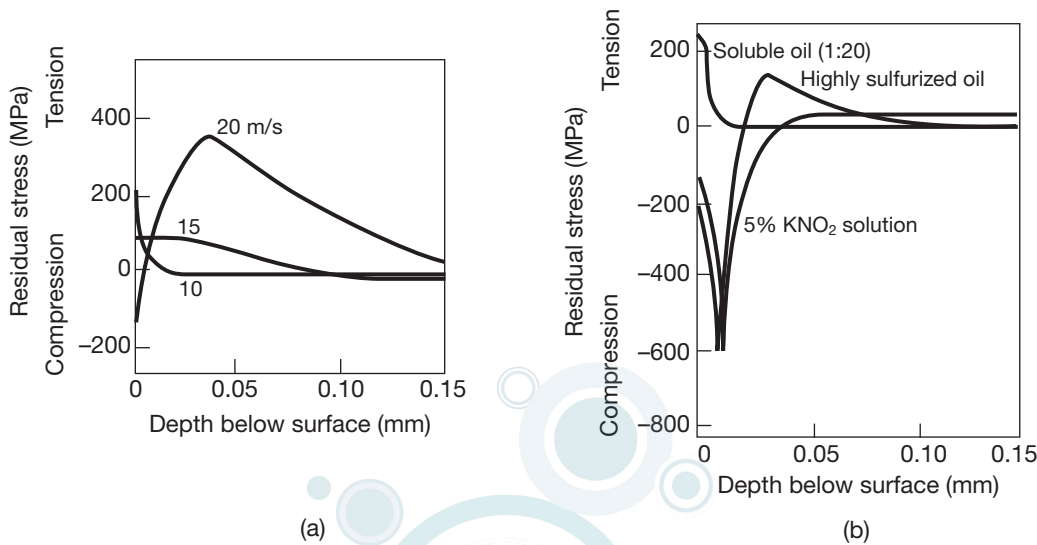 Tension
Residual stress (MPa)
Compression
400
200
0
−200
20 m/s
15
10
0
0.05
0.10
0.15
Depth below surface (mm)
(a)
Tension
Residual stress (MPa)
Compression
200
0
−200
−400
−600
−800
Soluble oil (1:20)
Highly sulfurized oil
5% KNO₂ solution
0
0.05
0.10
0.15
Depth below surface (mm)
(b)